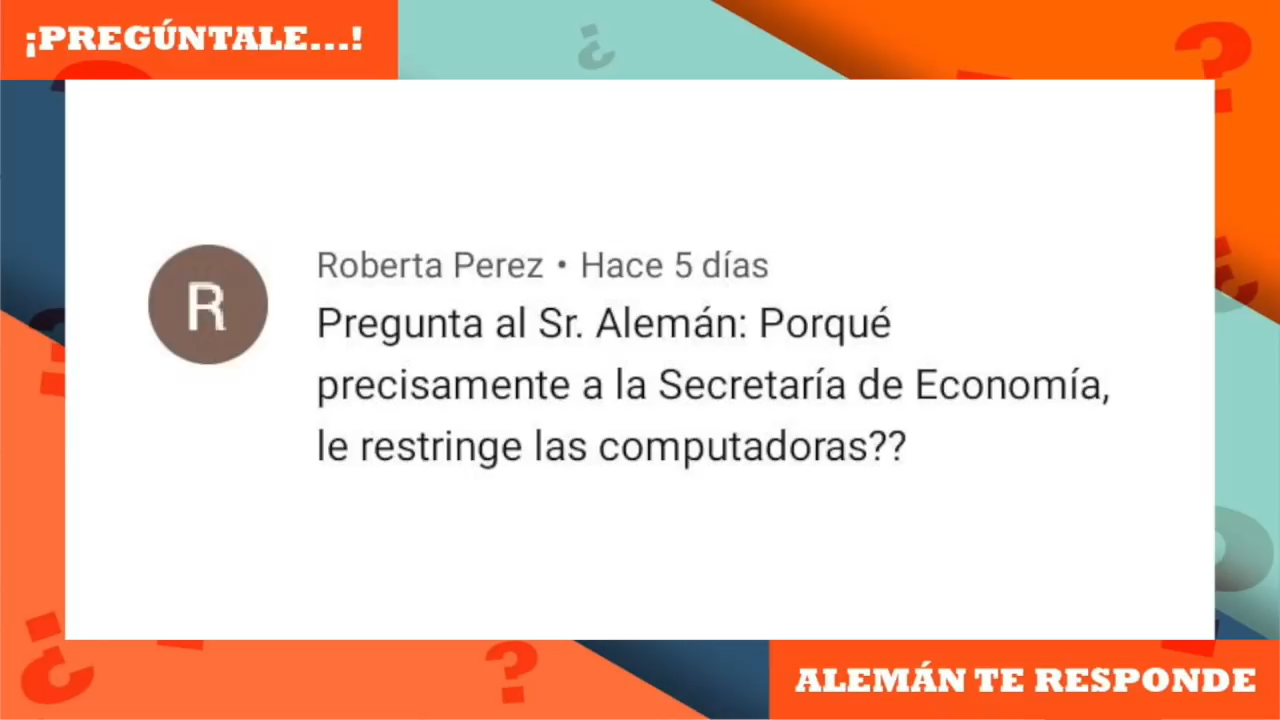 ¡PREGÚNTALE...!
Roberta Perez • Hace 5 días
R
Pregunta al Sr. Alemán: Porqué
precisamente a la Secretaría de Economía,
le restringe las computadoras??
ALEMÁN TE RESPONDE